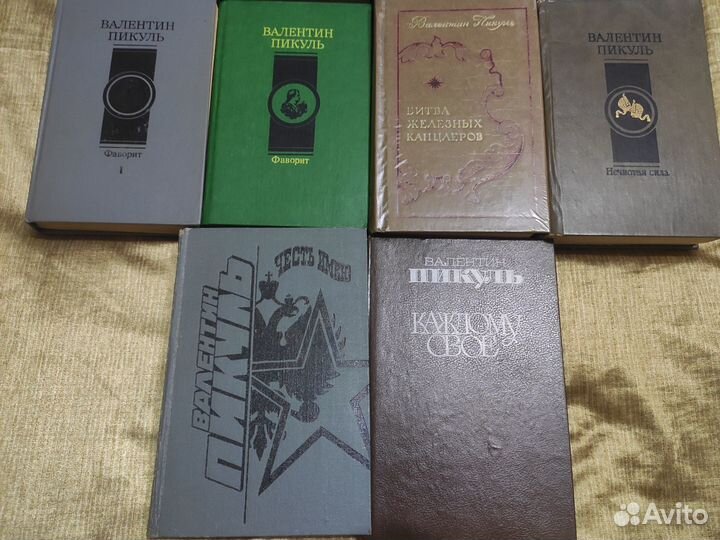 ВАЛЕНТИН
ПИКУЛЬ
Фаворит
1
ВАЛЕНТИН
ПИКУЛЬ
Фаворит
Валентин Пикуль
БИТВА
ЖЕЛЕЗНЫХ
КАНЦЛЕРОВ
ВАЛЕНТИН
ПИКУЛЬ
Нечистая сила
ВАЛЕНТИН
ПИКУЛЬ
ЧЕСТЬ ИМЕЮ
ВАЛЕНТИН
ПИКУЛЬ
КАЖДОМУ
СВОЕ
Avito